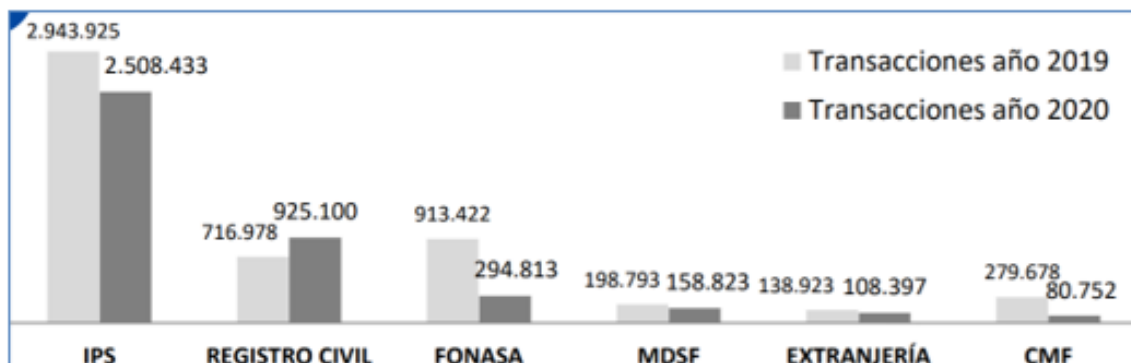 2.943.925
2.508.433
Transacciones año 2019
Transacciones año 2020
716.978
925.100
913.422
294.813
198.793
158.823
138.923
108.397
279.678
80.752
IPS
REGISTRO CIVIL
FONASA
MDSF
EXTRANJERÍA
CMF